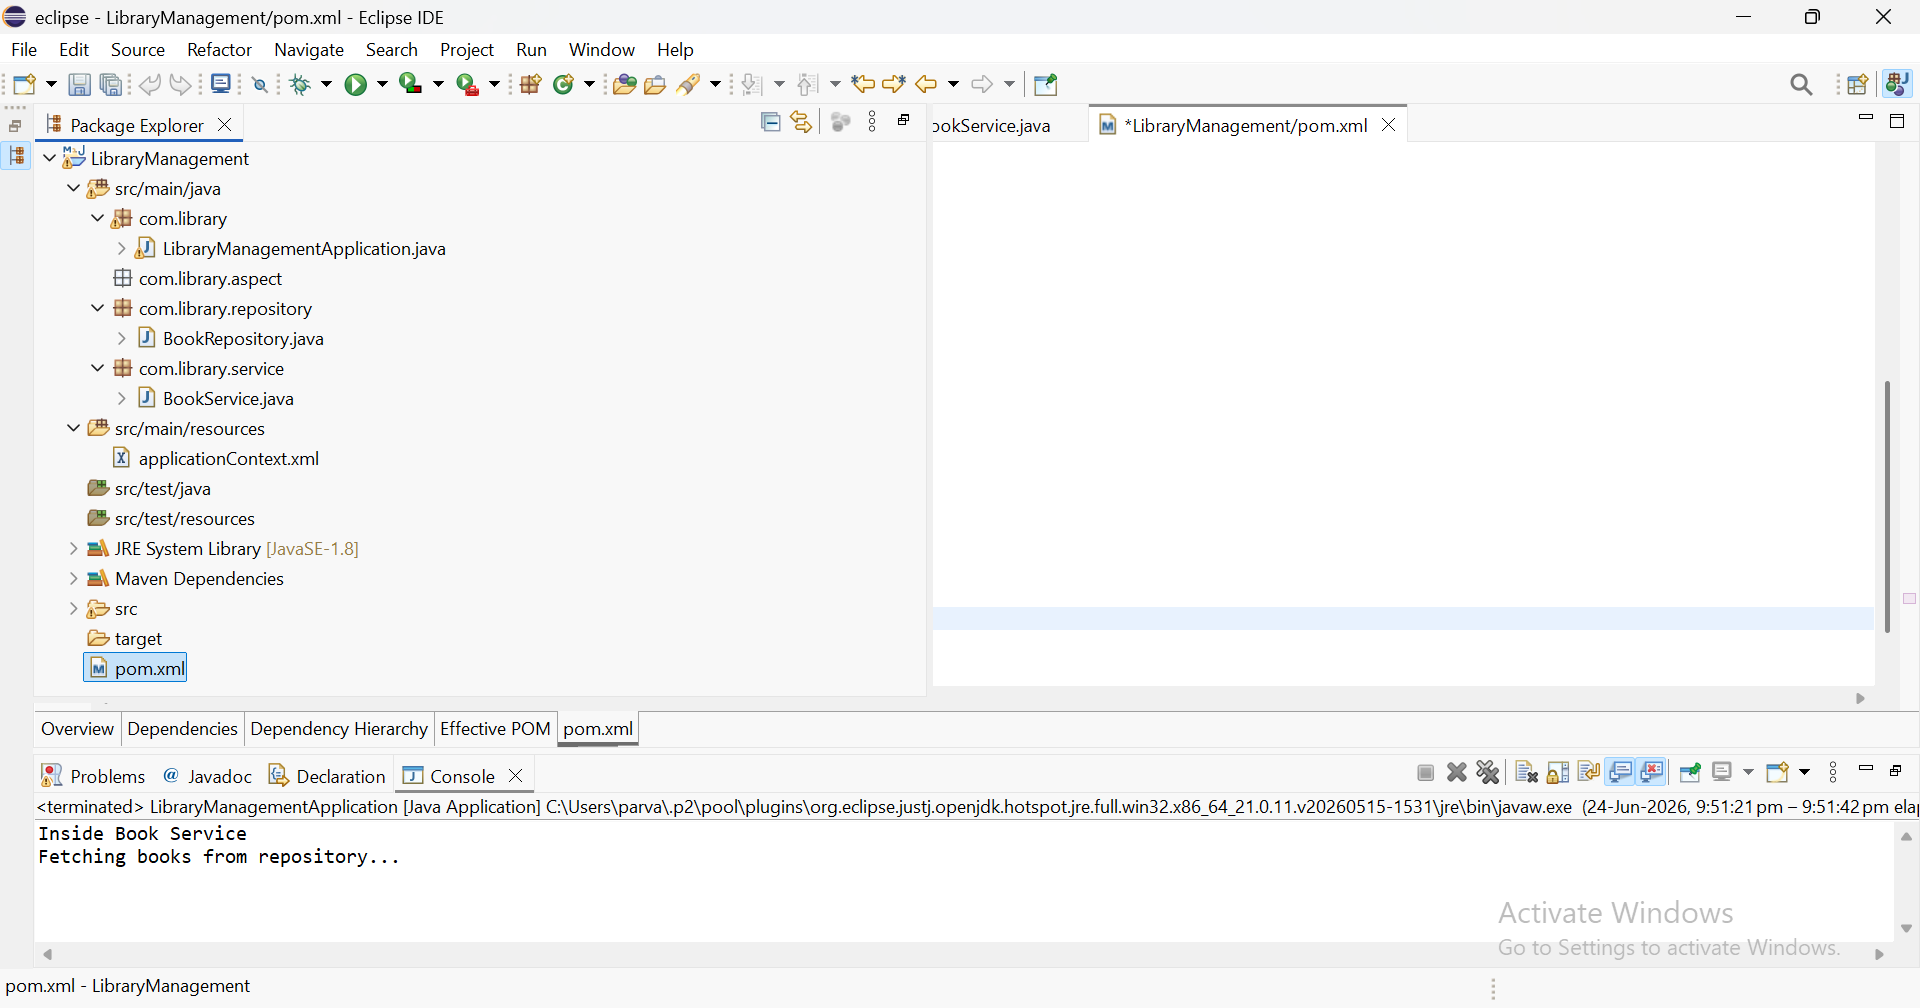 eclipse - LibraryManagement/pom.xml - Eclipse IDE
File Edit Source Refactor Navigate Search Project Run Window Help
Package Explorer
ookService.java
*LibraryManagement/pom.xml
LibraryManagement
src/main/java
com.library
LibraryManagementApplication.java
com.library.aspect
com.library.repository
BookRepository.java
com.library.service
BookService.java
src/main/resources
applicationContext.xml
src/test/java
src/test/resources
JRE System Library [JavaSE-1.8]
Maven Dependencies
src
target
pom.xml
Overview Dependencies Dependency Hierarchy Effective POM pom.xml
Problems @ Javadoc Declaration Console
<terminated> LibraryManagementApplication [Java Application] C:\Users\parva\.p2\pool\plugins\org.eclipse.justj.openjdk.hotspot.jre.full.win32.x86_64_21.0.11.v20260515-1531\jre\bin\javaw.exe (24-Jun-2026, 9:51:21 pm – 9:51:42 pm ela
Inside Book Service
Fetching books from repository...
Activate Windows
Go to Settings to activate Windows.
pom.xml - LibraryManagement